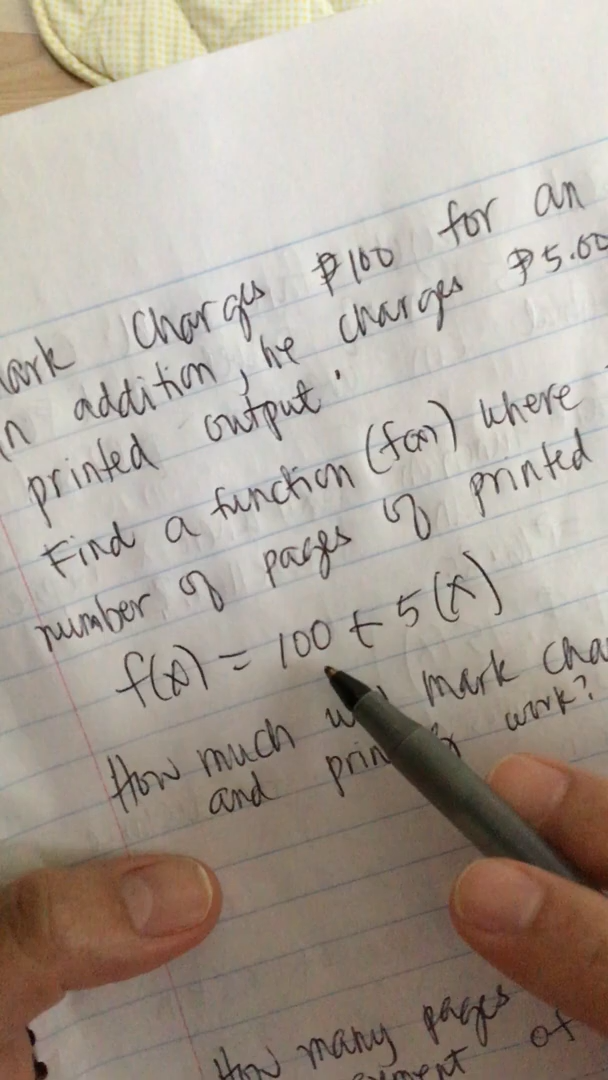 ark charges ₱100 for an
n addition, he charges ₱5.00
printed output.
Find a function (f(x)) where
number of pages of printed
f(x) = 100 + 5(x)
How much mark cha
and work?
How many pages
of